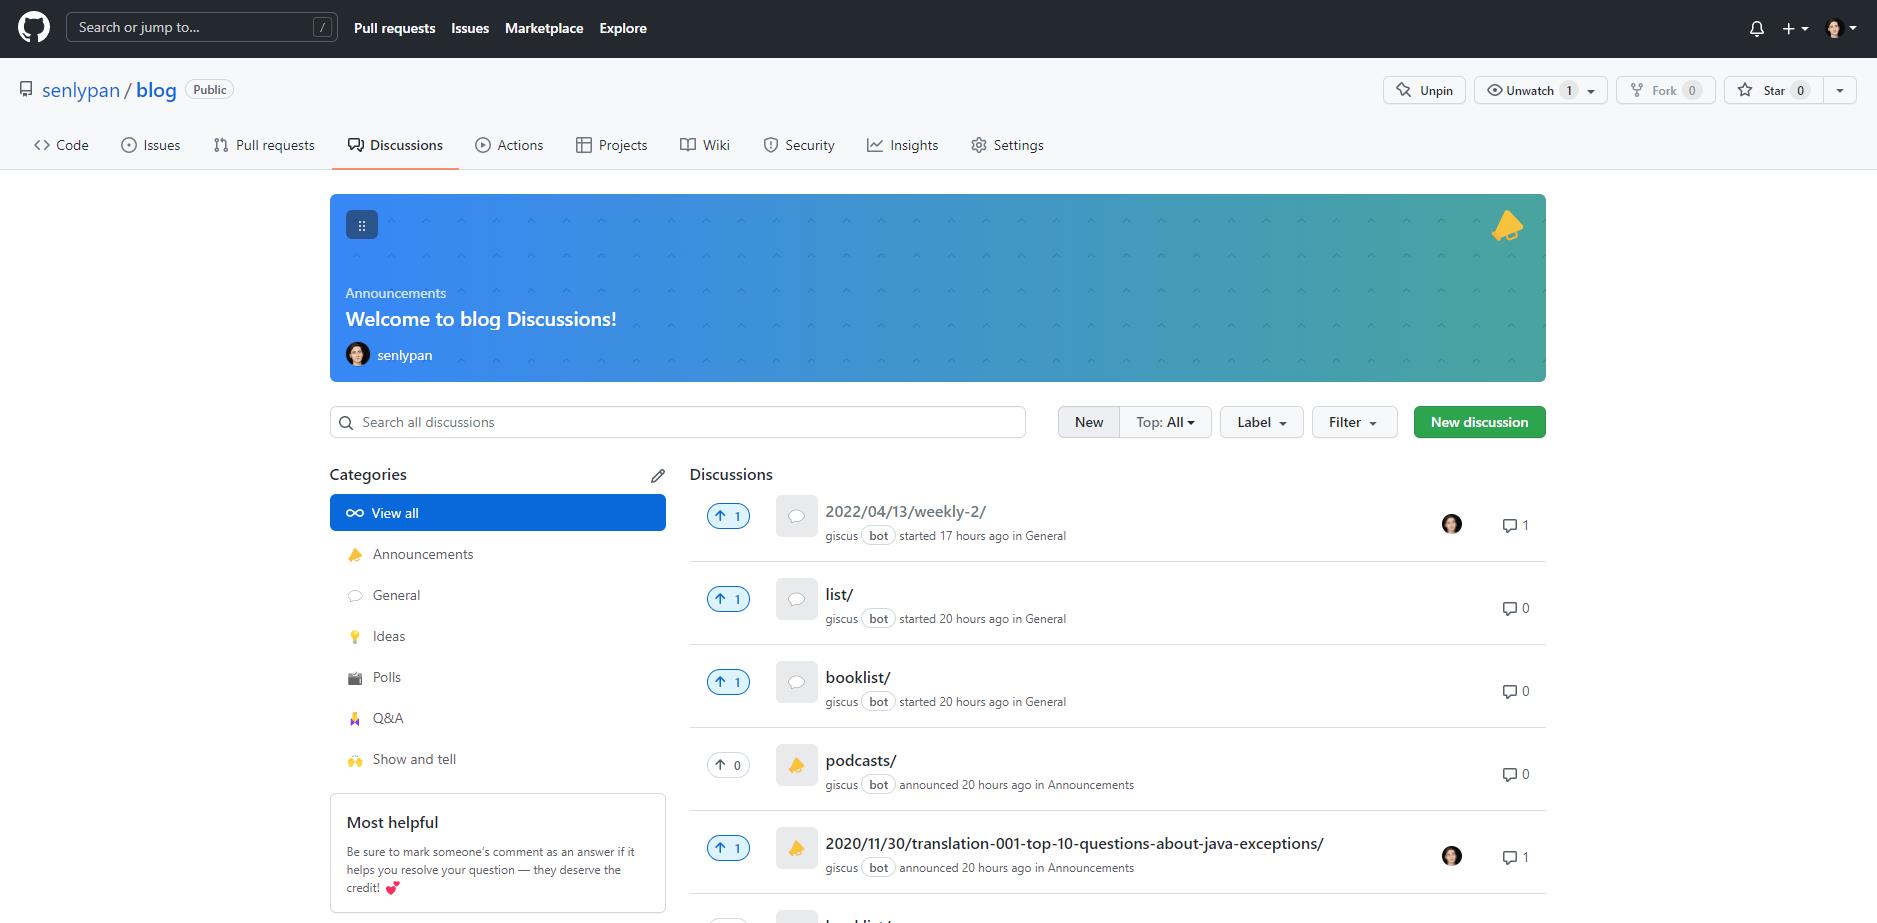 Search or jump to... /
Pull requests Issues Marketplace Explore
senlypan / blog Public
Unpin Unwatch 1 Fork 0 Star 0
Code Issues Pull requests Discussions Actions Projects Wiki Security Insights Settings
Announcements
Welcome to blog Discussions!
senlypan
Search all discussions
New Top: All Label Filter New discussion
Categories
View all
Announcements
General
Ideas
Polls
Q&A
Show and tell
Most helpful
Be sure to mark someone's comment as an answer if it
helps you resolve your question — they deserve the
credit! 💕
Discussions
1 2022/04/13/weekly-2/ 1
giscus bot started 17 hours ago in General
1 list/ 0
giscus bot started 20 hours ago in General
1 booklist/ 0
giscus bot started 20 hours ago in General
0 podcasts/ 0
giscus bot announced 20 hours ago in Announcements
1 2020/11/30/translation-001-top-10-questions-about-java-exceptions/ 1
giscus bot announced 20 hours ago in Announcements